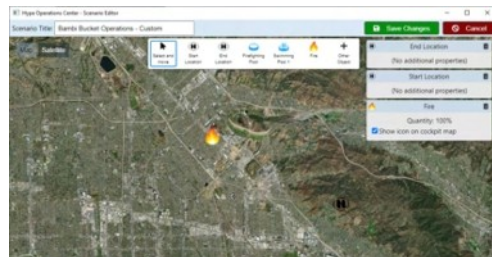 Hype Operations Center - Scenario Editor
Scenario Title: Bambi Bucket Operations - Custom
Save Changes
Cancel
Satellite
Select and move
Start Location
End Location
Firefighting Pool
Swimming Pool
Fire
Other Object
End Location
(No additional properties)
Start Location
(No additional properties)
Fire
Quantity: 100%
Show icon on cockpit map